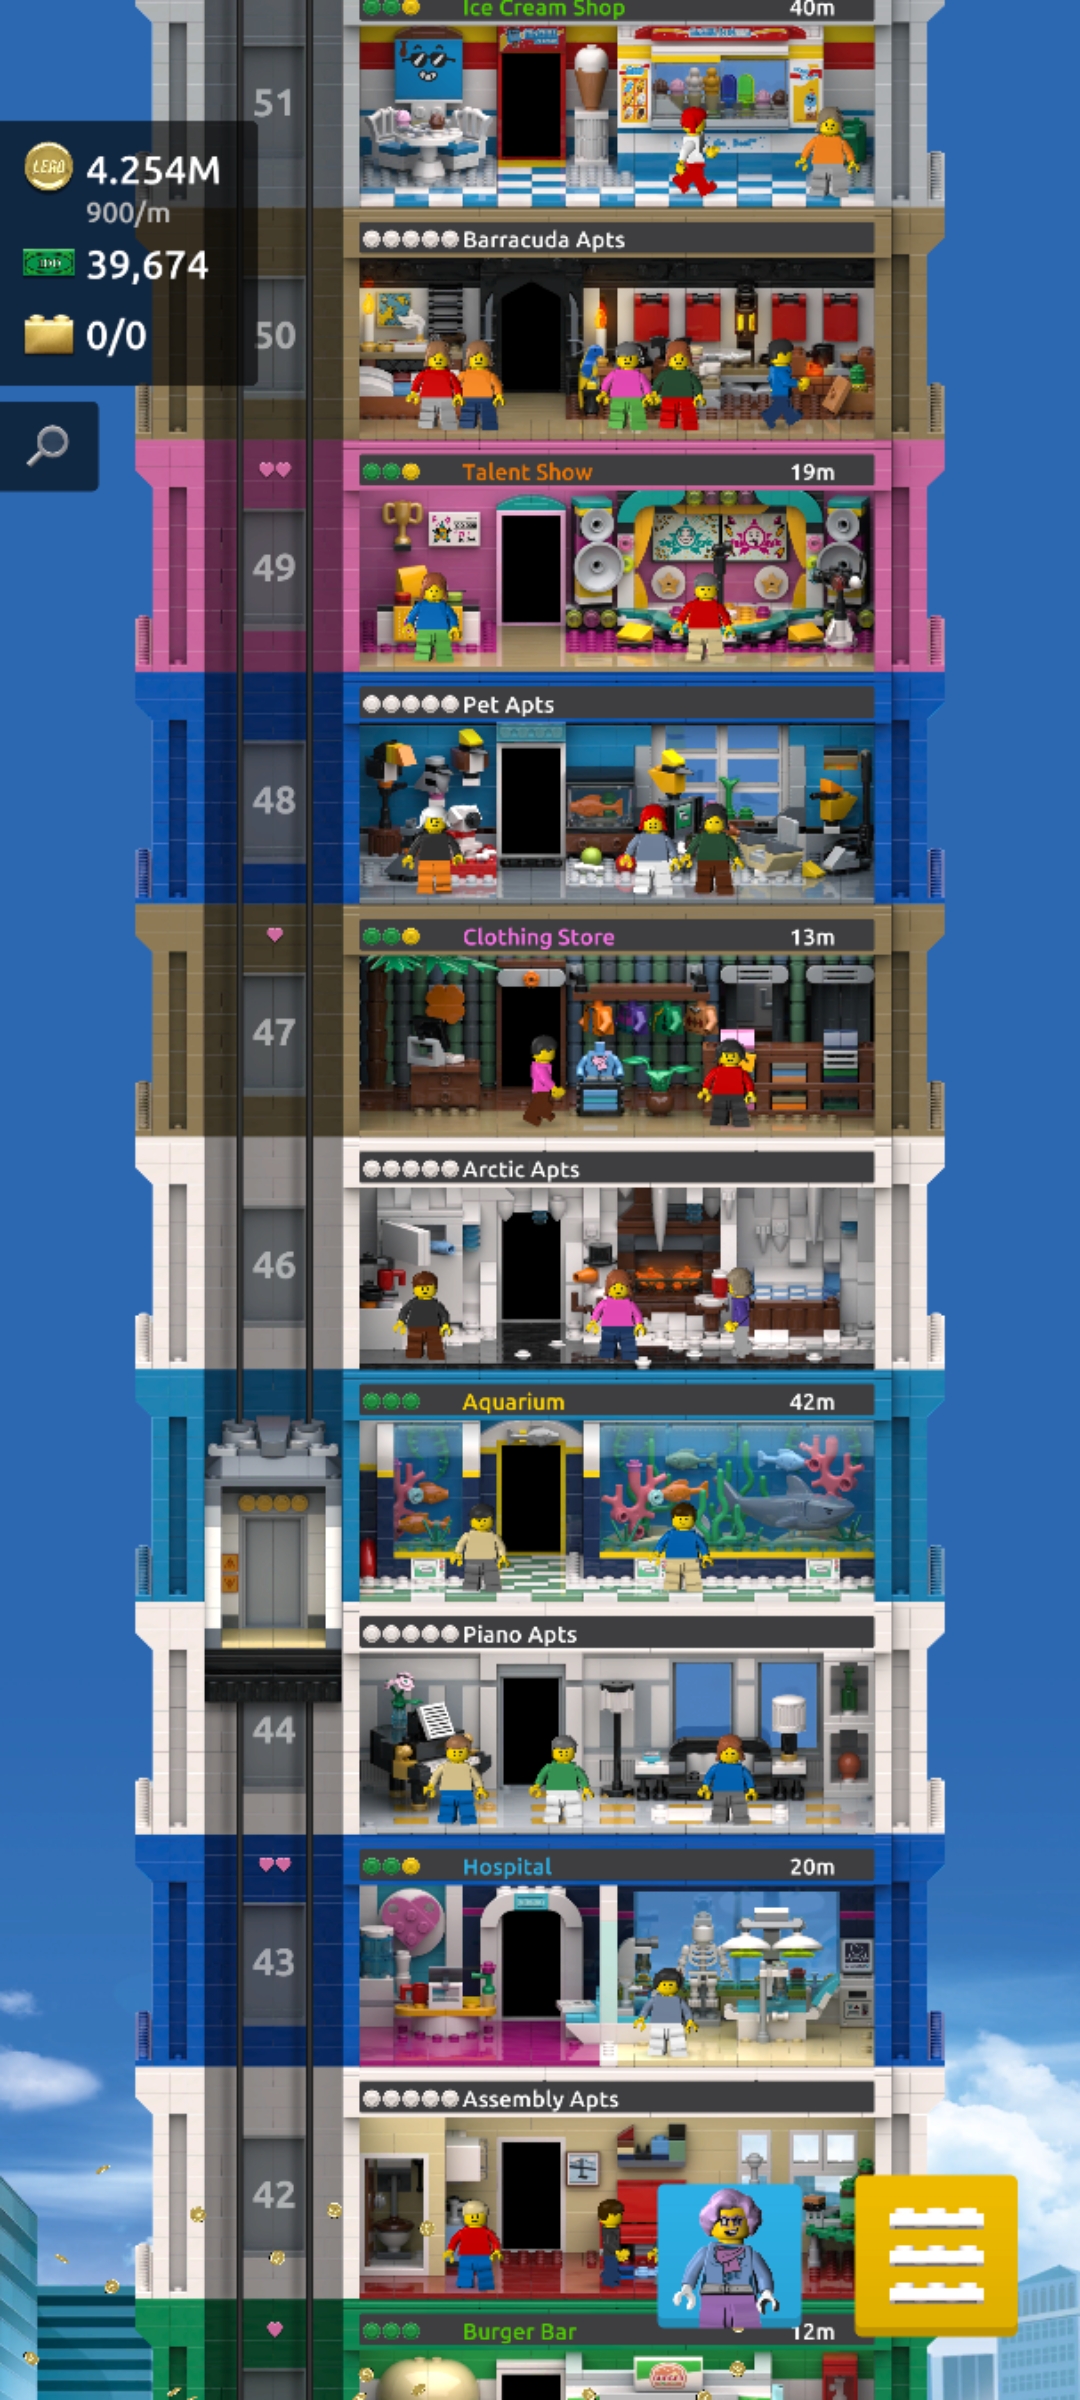 Ice Cream Shop 40m
51
LEGO 4.254M
900/m
39,674
0/0
Barracuda Apts
50
Talent Show 19m
49
Pet Apts
48
Clothing Store 13m
47
Arctic Apts
46
Aquarium 42m
Piano Apts
44
Hospital 20m
43
Assembly Apts
42
Burger Bar 12m